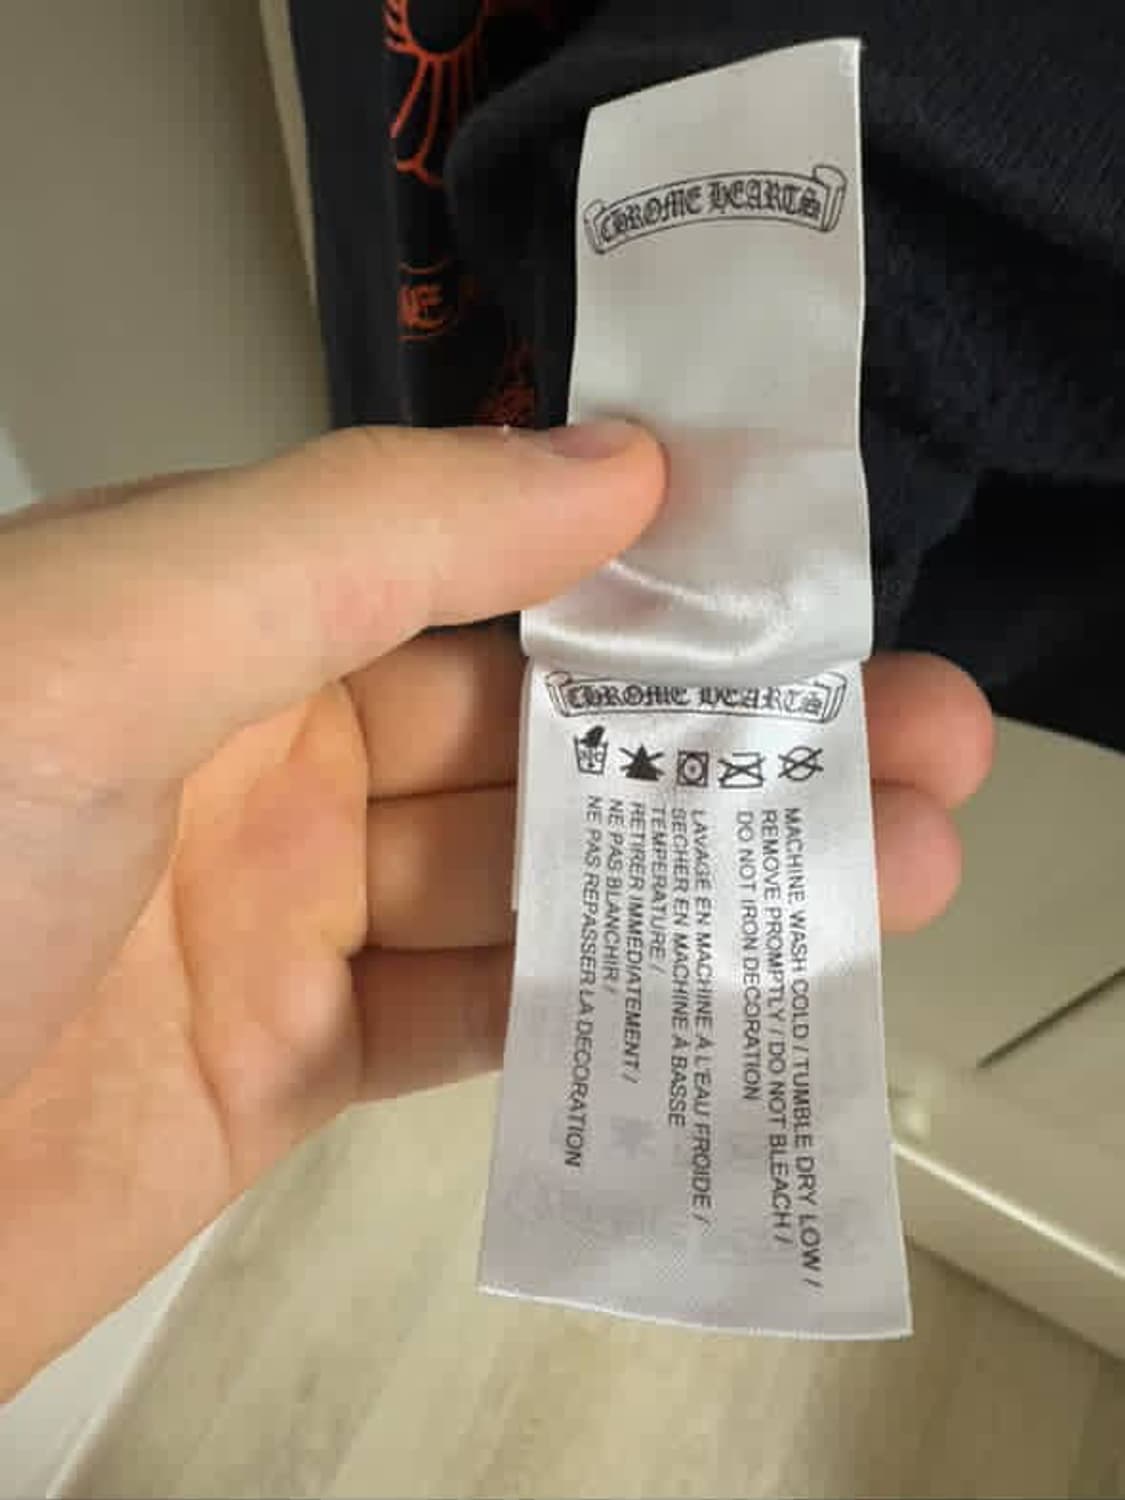 CHROME HEARTS
CHROME HEARTS
MACHINE WASH COLD / TUMBLE DRY LOW /
REMOVE PROMPTLY / DO NOT BLEACH /
DO NOT IRON DECORATION
LAVAGE EN MACHINE À L'EAU FROIDE /
SECHER EN MACHINE À BASSE
TEMPERATURE /
RETIRER IMMÉDIATEMENT /
NE PAS BLANCHIR /
NE PAS REPASSER LA DECORATION